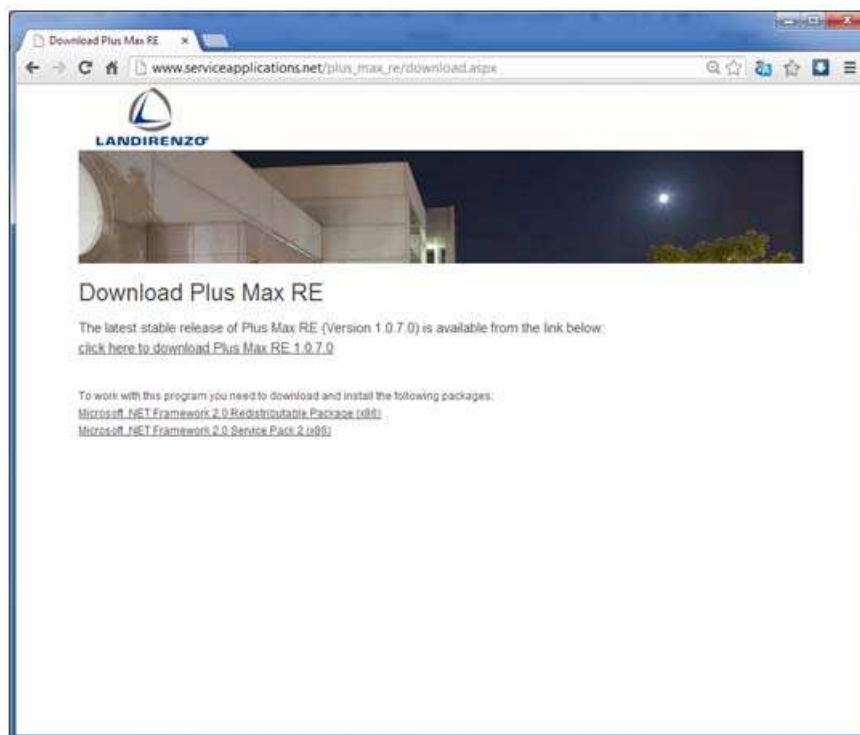 Download Plus Max RE
www.serviceapplications.net/plus_max_re/download.aspx
LANDIRENZO
Download Plus Max RE
The latest stable release of Plus Max RE (Version 1.0.7.0) is available from the link below:
click here to download Plus Max RE 1.0.7.0
To work with this program you need to download and install the following packages:
Microsoft .NET Framework 2.0 Redistributable Package (x86)
Microsoft .NET Framework 2.0 Service Pack 2 (x86)